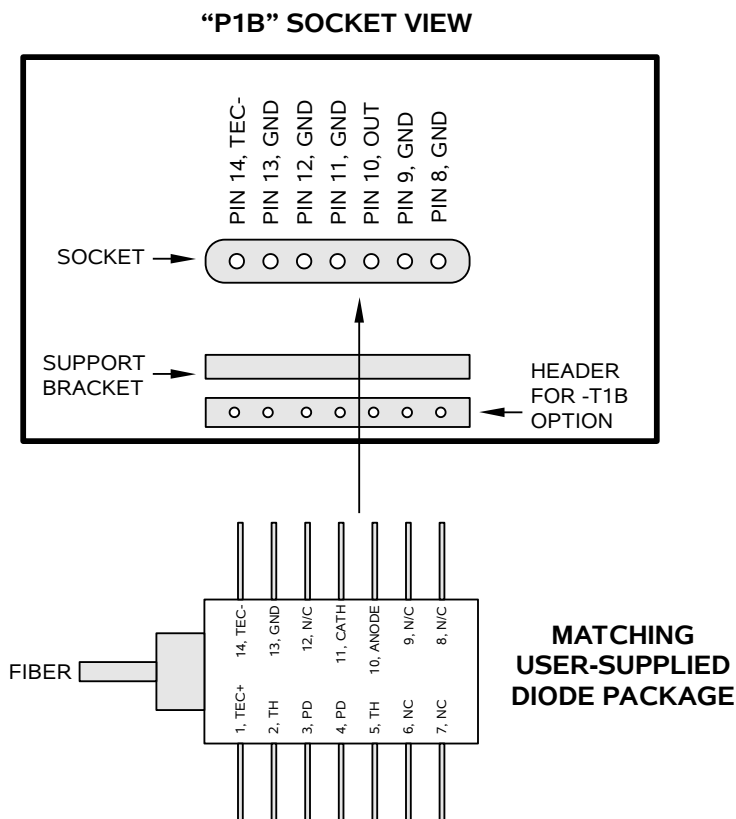 “P1B” SOCKET VIEW
PIN 14, TEC-
PIN 13, GND
PIN 12, GND
PIN 11, GND
PIN 10, OUT
PIN 9, GND
PIN 8, GND
SOCKET
SUPPORT
BRACKET
HEADER
FOR -T1B
OPTION
14, TEC-
13, GND
12, N/C
11, CATH
10, ANODE
9, N/C
8, N/C
FIBER
1, TEC+
2, TH
3, PD
4, PD
5, TH
6, NC
7, NC
MATCHING
USER-SUPPLIED
DIODE PACKAGE